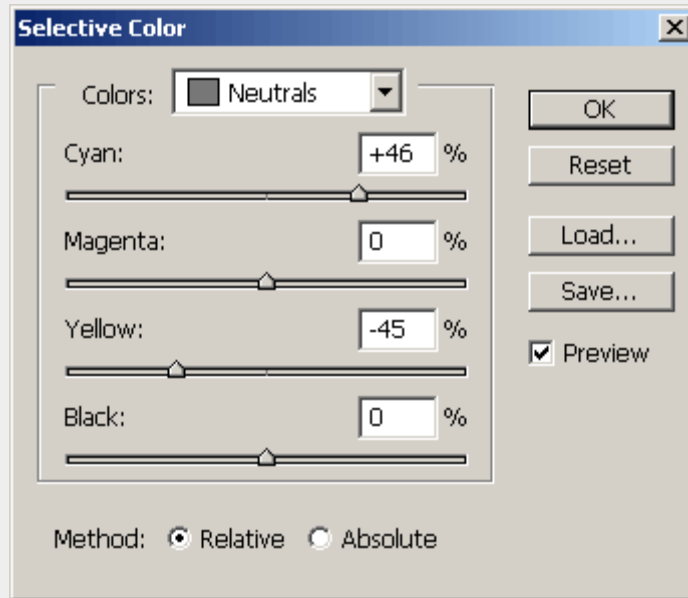 Selective Color
Colors: Neutrals
OK
Cyan: +46 %
Reset
Magenta: 0 %
Load...
Save...
Yellow: -45 %
Preview
Black: 0 %
Method: Relative Absolute